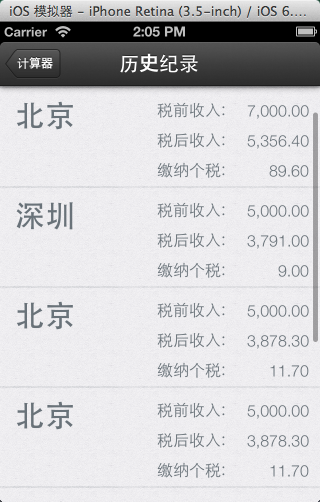 iOS 模拟器 – iPhone Retina (3.5-inch) / iOS 6....
Carrier 2:05 PM
计算器 历史纪录
北京 税前收入: 7,000.00
税后收入: 5,356.40
缴纳个税: 89.60
深圳 税前收入: 5,000.00
税后收入: 3,791.00
缴纳个税: 9.00
北京 税前收入: 5,000.00
税后收入: 3,878.30
缴纳个税: 11.70
北京 税前收入: 5,000.00
税后收入: 3,878.30
缴纳个税: 11.70